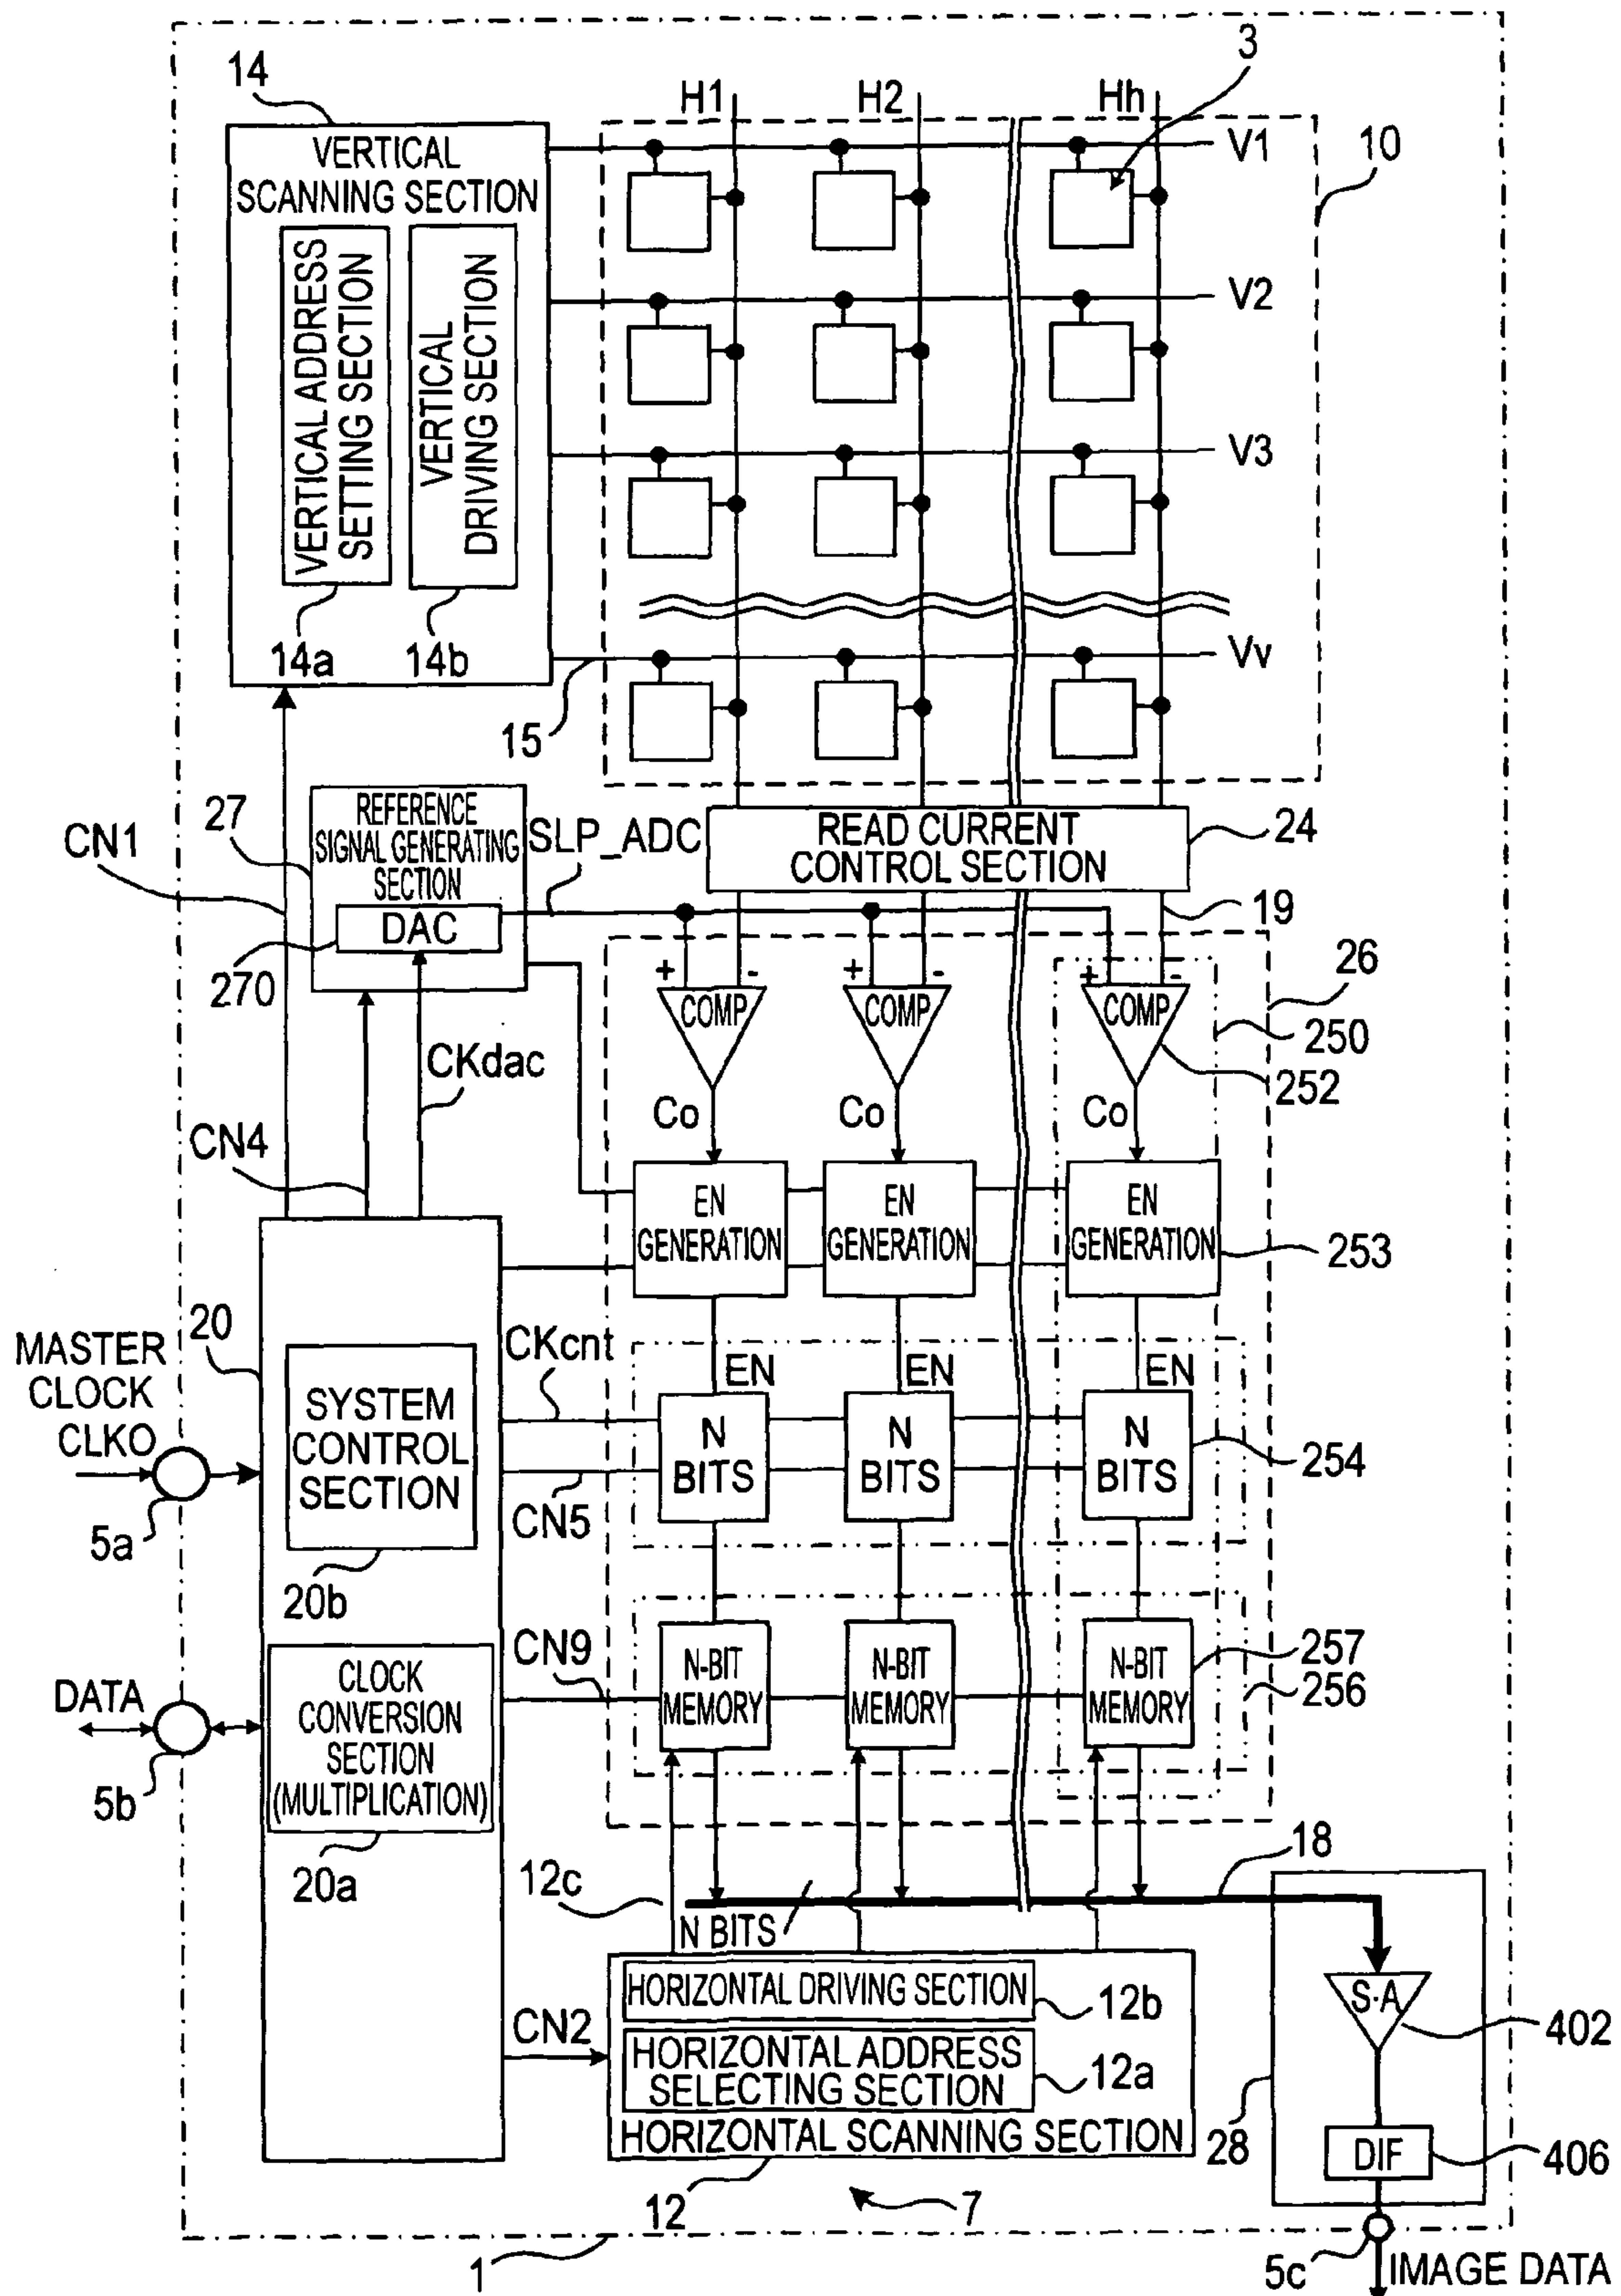 14
H1
H2
Hh
3
VERTICAL
SCANNING SECTION
V1
10
VERTICAL ADDRESS
SETTING SECTION
VERTICAL
DRIVING SECTION
V2
V3
14a
14b
Vv
15
27
REFERENCE
SIGNAL GENERATING
SECTION
SLP_ADC
READ CURRENT
CONTROL SECTION
24
CN1
DAC
19
270
+
-
+
-
+
-
26
COMP
COMP
COMP
250
252
CKdac
Co
Co
Co
CN4
EN
GENERATION
EN
GENERATION
EN
GENERATION
253
20
MASTER
CLOCK
CLKO
CKcnt
EN
EN
EN
SYSTEM
CONTROL
SECTION
N
BITS
N
BITS
N
BITS
254
5a
CN5
20b
CN9
N-BIT
MEMORY
N-BIT
MEMORY
N-BIT
MEMORY
257
256
DATA
CLOCK
CONVERSION
SECTION
(MULTIPLICATION)
5b
20a
12c
18
N BITS
HORIZONTAL DRIVING SECTION
12b
S·A
402
CN2
HORIZONTAL ADDRESS
SELECTING SECTION
12a
HORIZONTAL SCANNING SECTION
28
DIF
406
12
7
1
5c
IMAGE DATA